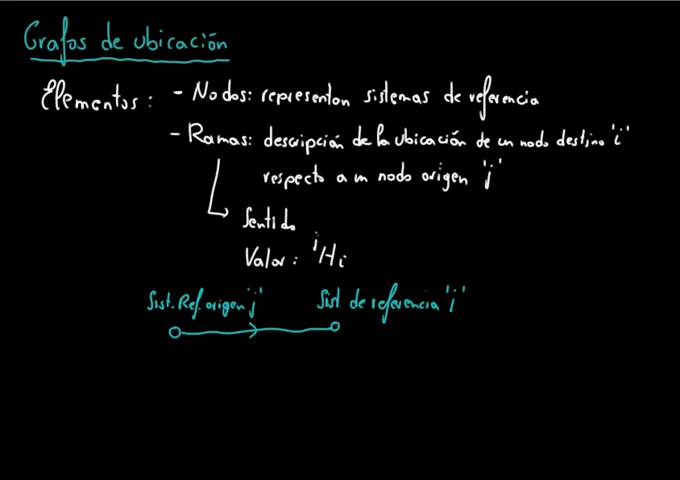 Grafos de ubicación
Elementos: - Nodos: representan sistemas de referencia
- Ramas: descripción de la ubicación de un nodo destino 'i'
respecto a un nodo origen 'j'
Sentido
Valor: ʲHᵢ
Sist. Ref. origen 'j' Sist. de referencia 'i'